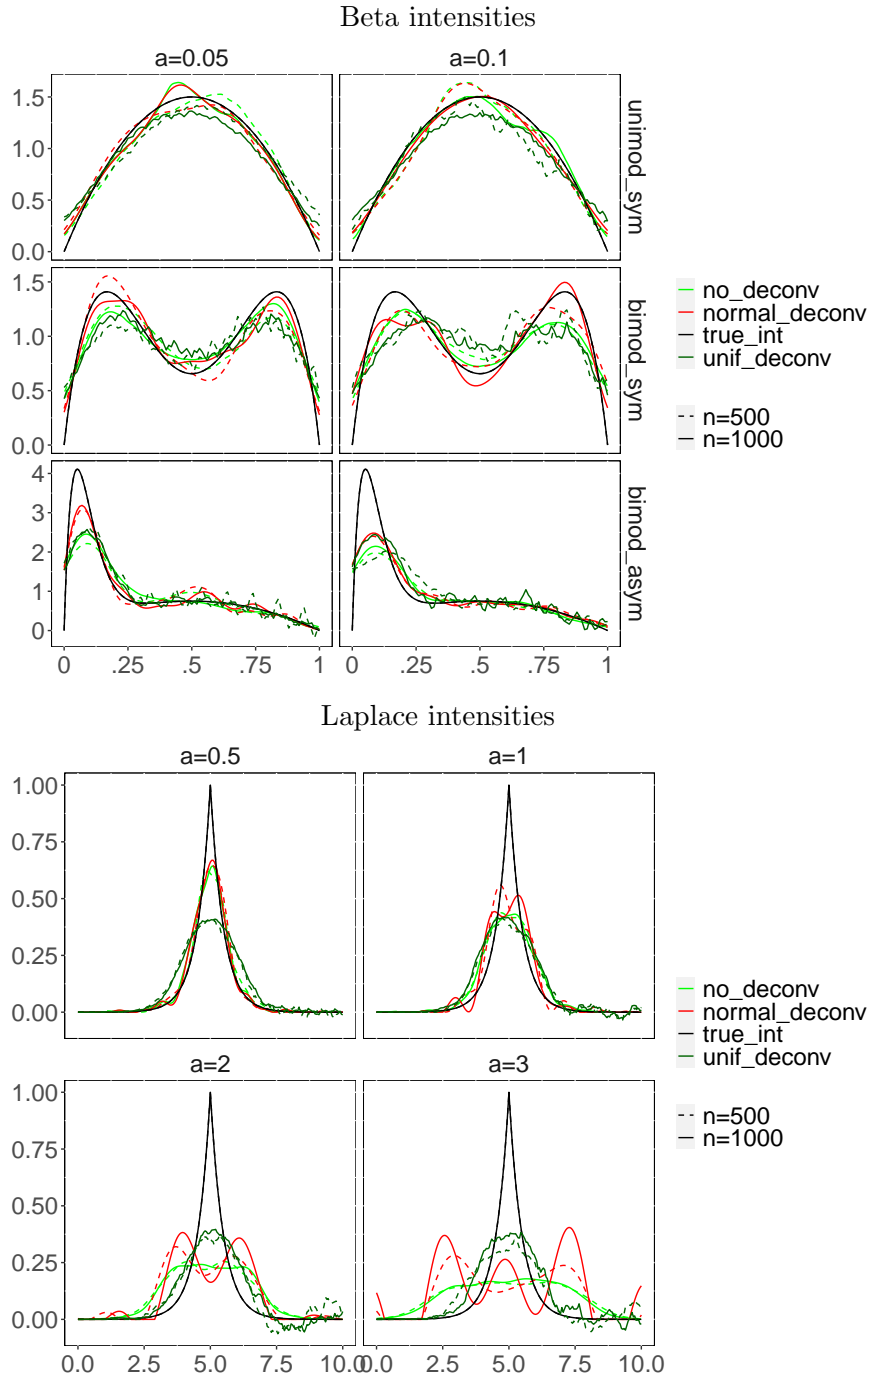 Beta intensities
a=0.05 a=0.1
1.5
1.0
0.5
0.0
unimod_sym
1.5
1.0
0.5
0.0
bimod_sym
4
3
2
1
0
bimod_asym
0 .25 .5 .75 1 0 .25 .5 .75 1
no_deconv
normal_deconv
true_int
unif_deconv
n=500
n=1000
Laplace intensities
a=0.5 a=1
1.00
0.75
0.50
0.25
0.00
a=2 a=3
1.00
0.75
0.50
0.25
0.00
0.0 2.5 5.0 7.5 10.0 0.0 2.5 5.0 7.5 10.0
no_deconv
normal_deconv
true_int
unif_deconv
n=500
n=1000